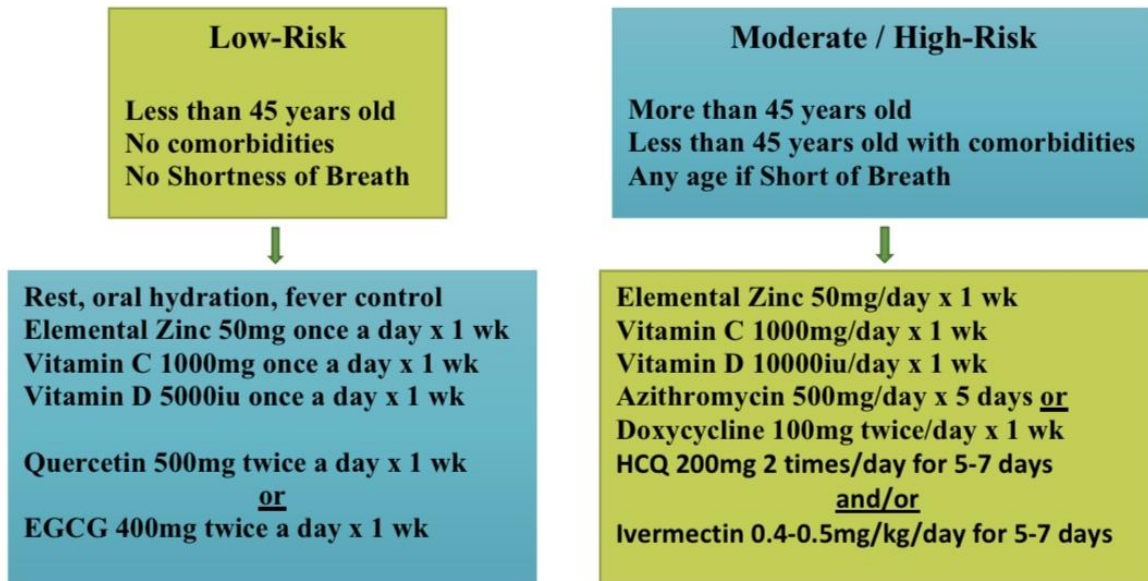 Low-Risk
Less than 45 years old
No comorbidities
No Shortness of Breath
Rest, oral hydration, fever control
Elemental Zinc 50mg once a day x 1 wk
Vitamin C 1000mg once a day x 1 wk
Vitamin D 5000iu once a day x 1 wk
Quercetin 500mg twice a day x 1 wk
or
EGCG 400mg twice a day x 1 wk
Moderate / High-Risk
More than 45 years old
Less than 45 years old with comorbidities
Any age if Short of Breath
Elemental Zinc 50mg/day x 1 wk
Vitamin C 1000mg/day x 1 wk
Vitamin D 10000iu/day x 1 wk
Azithromycin 500mg/day x 5 days or
Doxycycline 100mg twice/day x 1 wk
HCQ 200mg 2 times/day for 5-7 days
and/or
Ivermectin 0.4-0.5mg/kg/day for 5-7 days